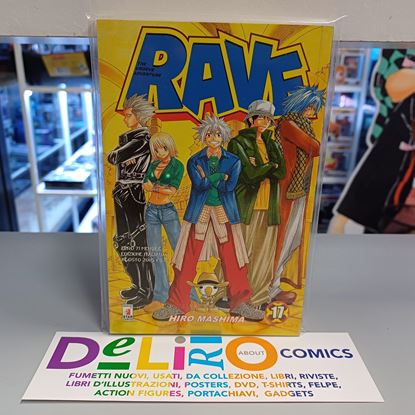 THE
GROOVE
ADVENTURE
RAVE
HIRO MASHIMA
17
STAR
DELiRIO
ABOUT
COMICS
FUMETTI NUOVI, USATI, DA COLLEZIONE, LIBRI, RIVISTE,
LIBRI D'ILLUSTRAZIONI, POSTERS, DVD, T-SHIRTS, FELPE,
ACTION FIGURES, PORTACHIAVI, GADGETS